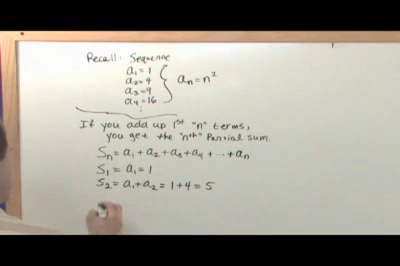 Recall: Sequence
a₁ = 1
a₂ = 4
a₃ = 9
a₄ = 16
⋮
aₙ = n²
If you add up 1st "n" terms,
you get the "nth" Partial sum.
Sₙ = a₁ + a₂ + a₃ + a₄ + ⋯ + aₙ
S₁ = a₁ = 1
S₂ = a₁ + a₂ = 1 + 4 = 5